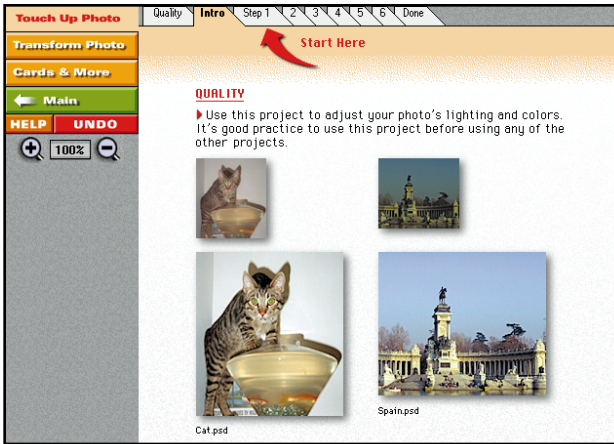 Touch Up Photo
Transform Photo
Cards & More
Main
HELP UNDO
100%
Quality Intro Step 1 2 3 4 5 6 Done
Start Here
QUALITY
Use this project to adjust your photo's lighting and colors.
It's good practice to use this project before using any of the
other projects.
Cat.psd
Spain.psd